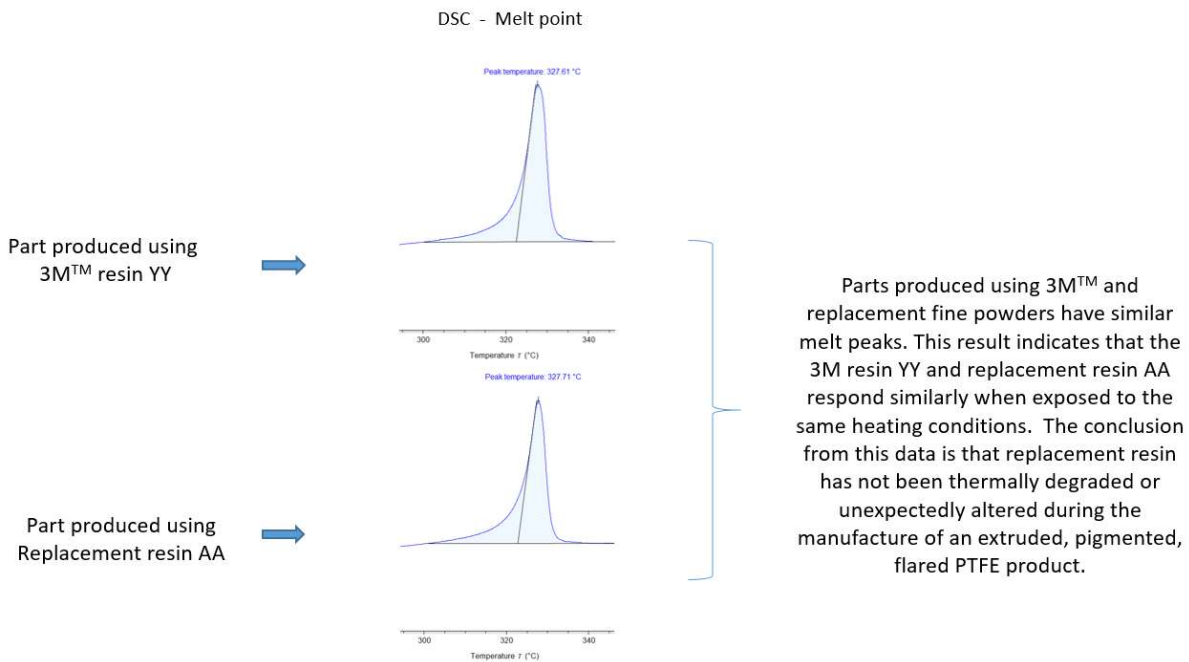 DSC - Melt point
Peak temperature: 327.61 °C
300 320 340
Temperature T (°C)
Part produced using
3M™ resin YY
Peak temperature: 327.71 °C
300 320 340
Temperature T (°C)
Part produced using
Replacement resin AA
Parts produced using 3M™ and
replacement fine powders have similar
melt peaks. This result indicates that the
3M resin YY and replacement resin AA
respond similarly when exposed to the
same heating conditions.  The conclusion
from this data is that replacement resin
has not been thermally degraded or
unexpectedly altered during the
manufacture of an extruded, pigmented,
flared PTFE product.